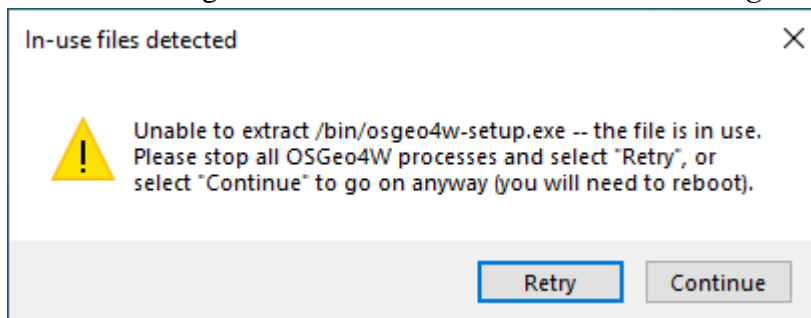 In-use files detected
Unable to extract /bin/osgeo4w-setup.exe -- the file is in use.
Please stop all OSGeo4W processes and select "Retry", or
select "Continue" to go on anyway (you will need to reboot).
Retry
Continue